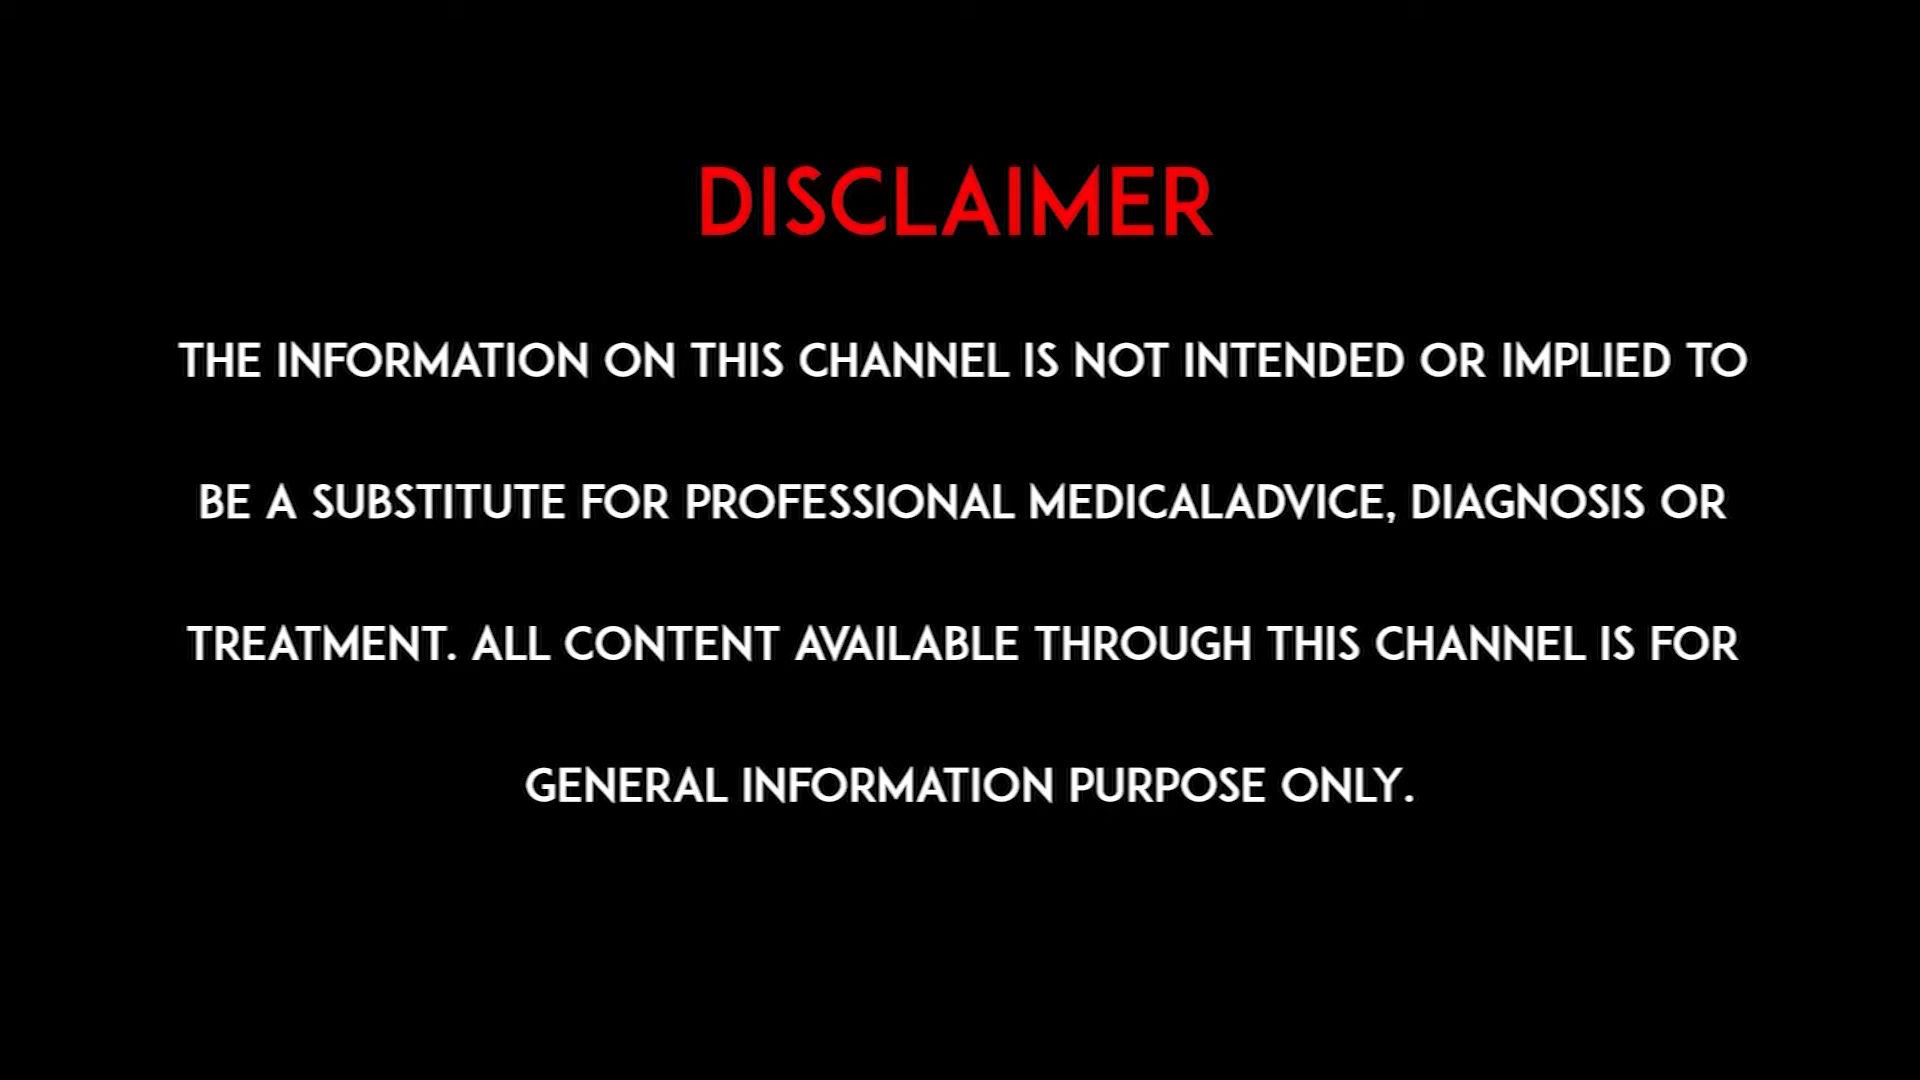 DISCLAIMER
THE INFORMATION ON THIS CHANNEL IS NOT INTENDED OR IMPLIED TO
BE A SUBSTITUTE FOR PROFESSIONAL MEDICALADVICE, DIAGNOSIS OR
TREATMENT. ALL CONTENT AVAILABLE THROUGH THIS CHANNEL IS FOR
GENERAL INFORMATION PURPOSE ONLY.